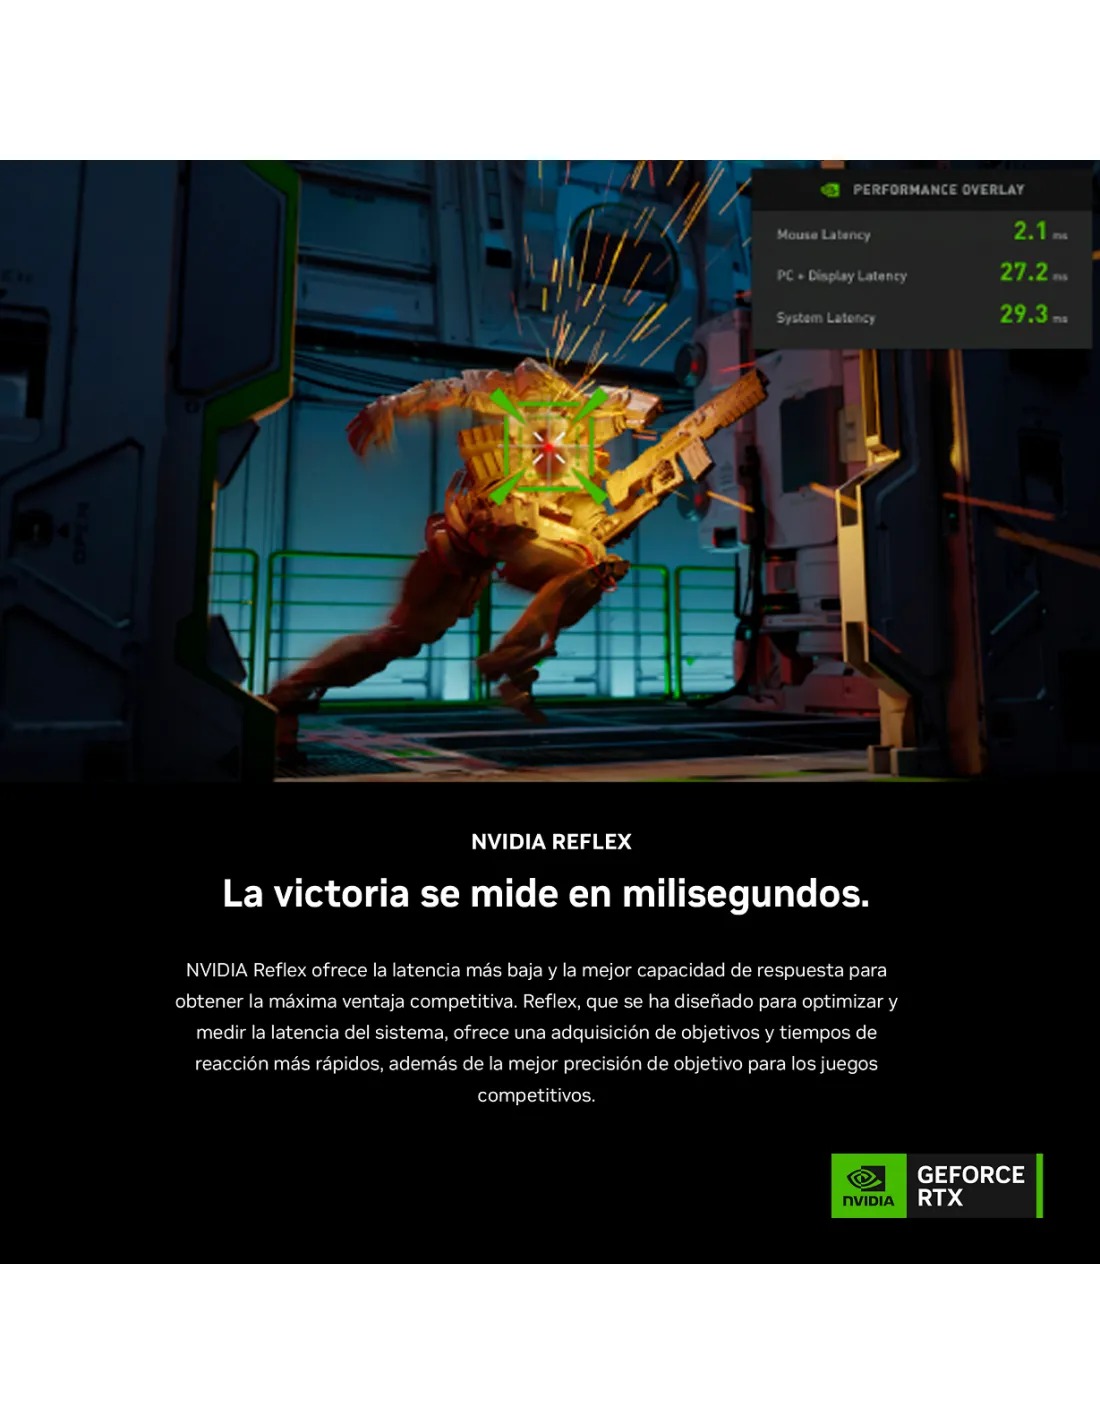 PERFORMANCE OVERLAY
Mouse Latency 2.1 ms
PC + Display Latency 27.2 ms
System Latency 29.3 ms
NVIDIA REFLEX
La victoria se mide en milisegundos.
NVIDIA Reflex ofrece la latencia más baja y la mejor capacidad de respuesta para
obtener la máxima ventaja competitiva. Reflex, que se ha diseñado para optimizar y
medir la latencia del sistema, ofrece una adquisición de objetivos y tiempos de
reacción más rápidos, además de la mejor precisión de objetivo para los juegos
competitivos.
NVIDIA
GEFORCE
RTX